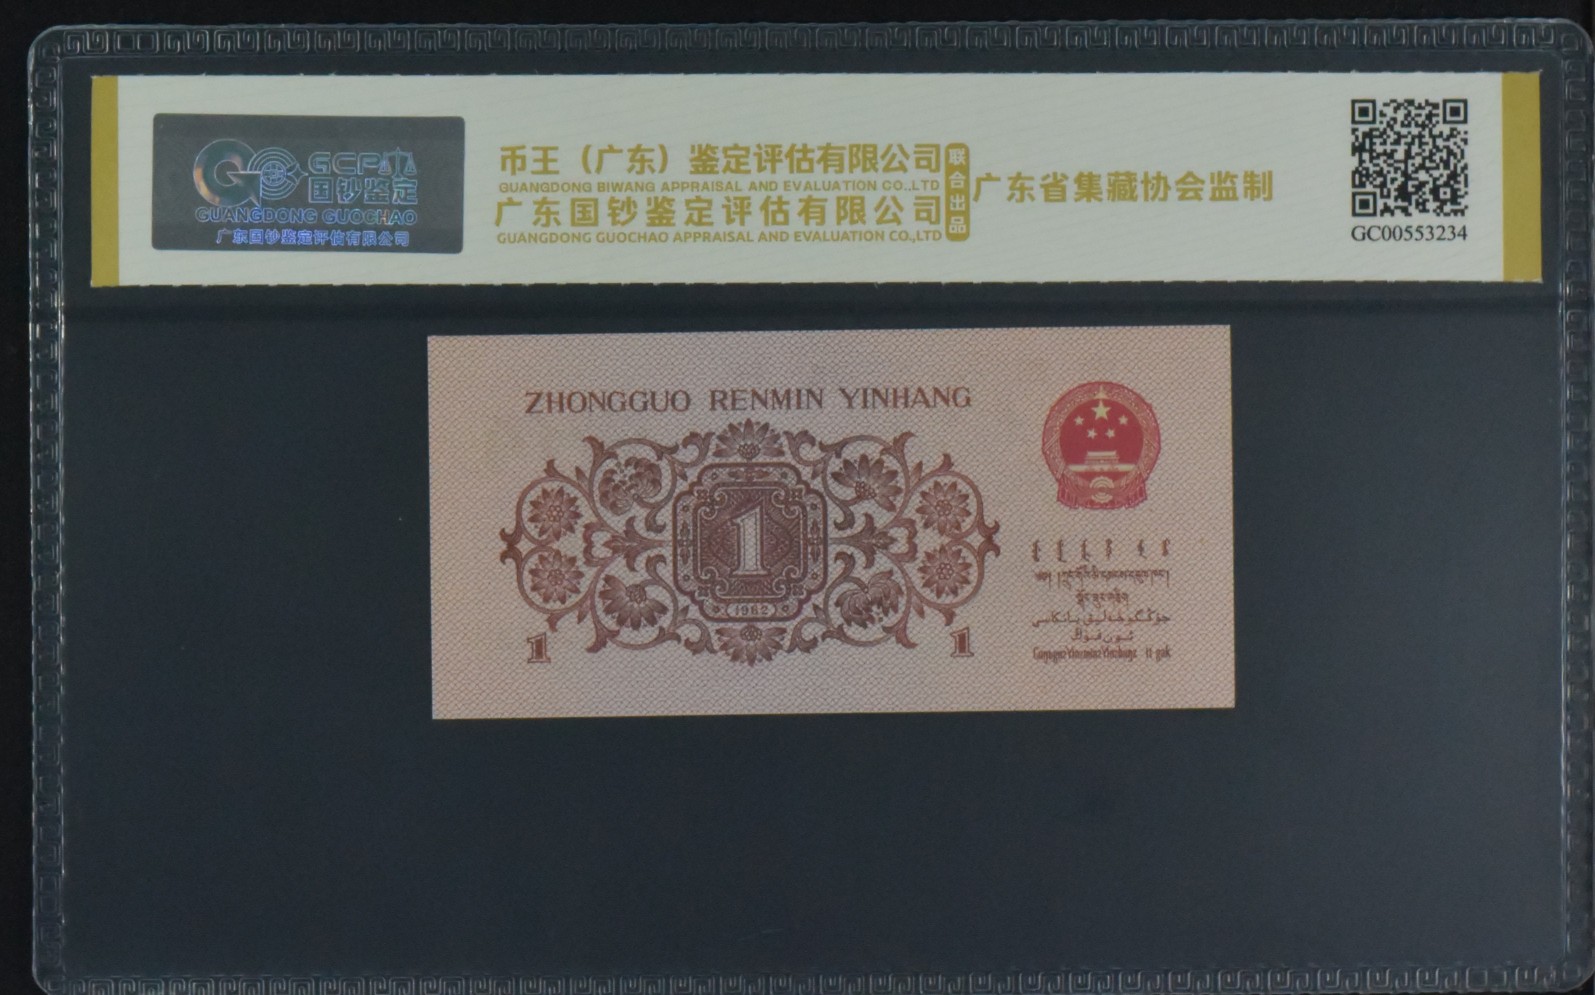 GCP
国钞鉴定
GUANGDONG GUOCHAO
广东国钞鉴定评估有限公司
币王（广东）鉴定评估有限公司
GUANGDONG BIWANG APPRAISAL AND EVALUATION CO.,LTD
广东国钞鉴定评估有限公司
GUANGDONG GUOCHAO APPRAISAL AND EVALUATION CO.,LTD
联合出品
广东省集藏协会监制
GC00553234
ZHONGGUO RENMIN YINHANG
1
1962
1
1